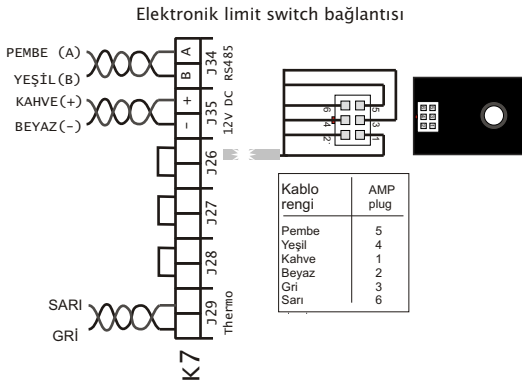 Elektronik limit switch bağlantısı
PEMBE (A)
YEŞİL(B)
KAHVE(+)
BEYAZ(-)
SARI
GRİ
A
B
+
-
J34
RS485
J35
12V DC
J26
J27
J28
J29
Thermo
K7
6 5
4 3
2 1
Kablo rengi AMP plug
Pembe 5
Yeşil 4
Kahve 1
Beyaz 2
Gri 3
Sarı 6